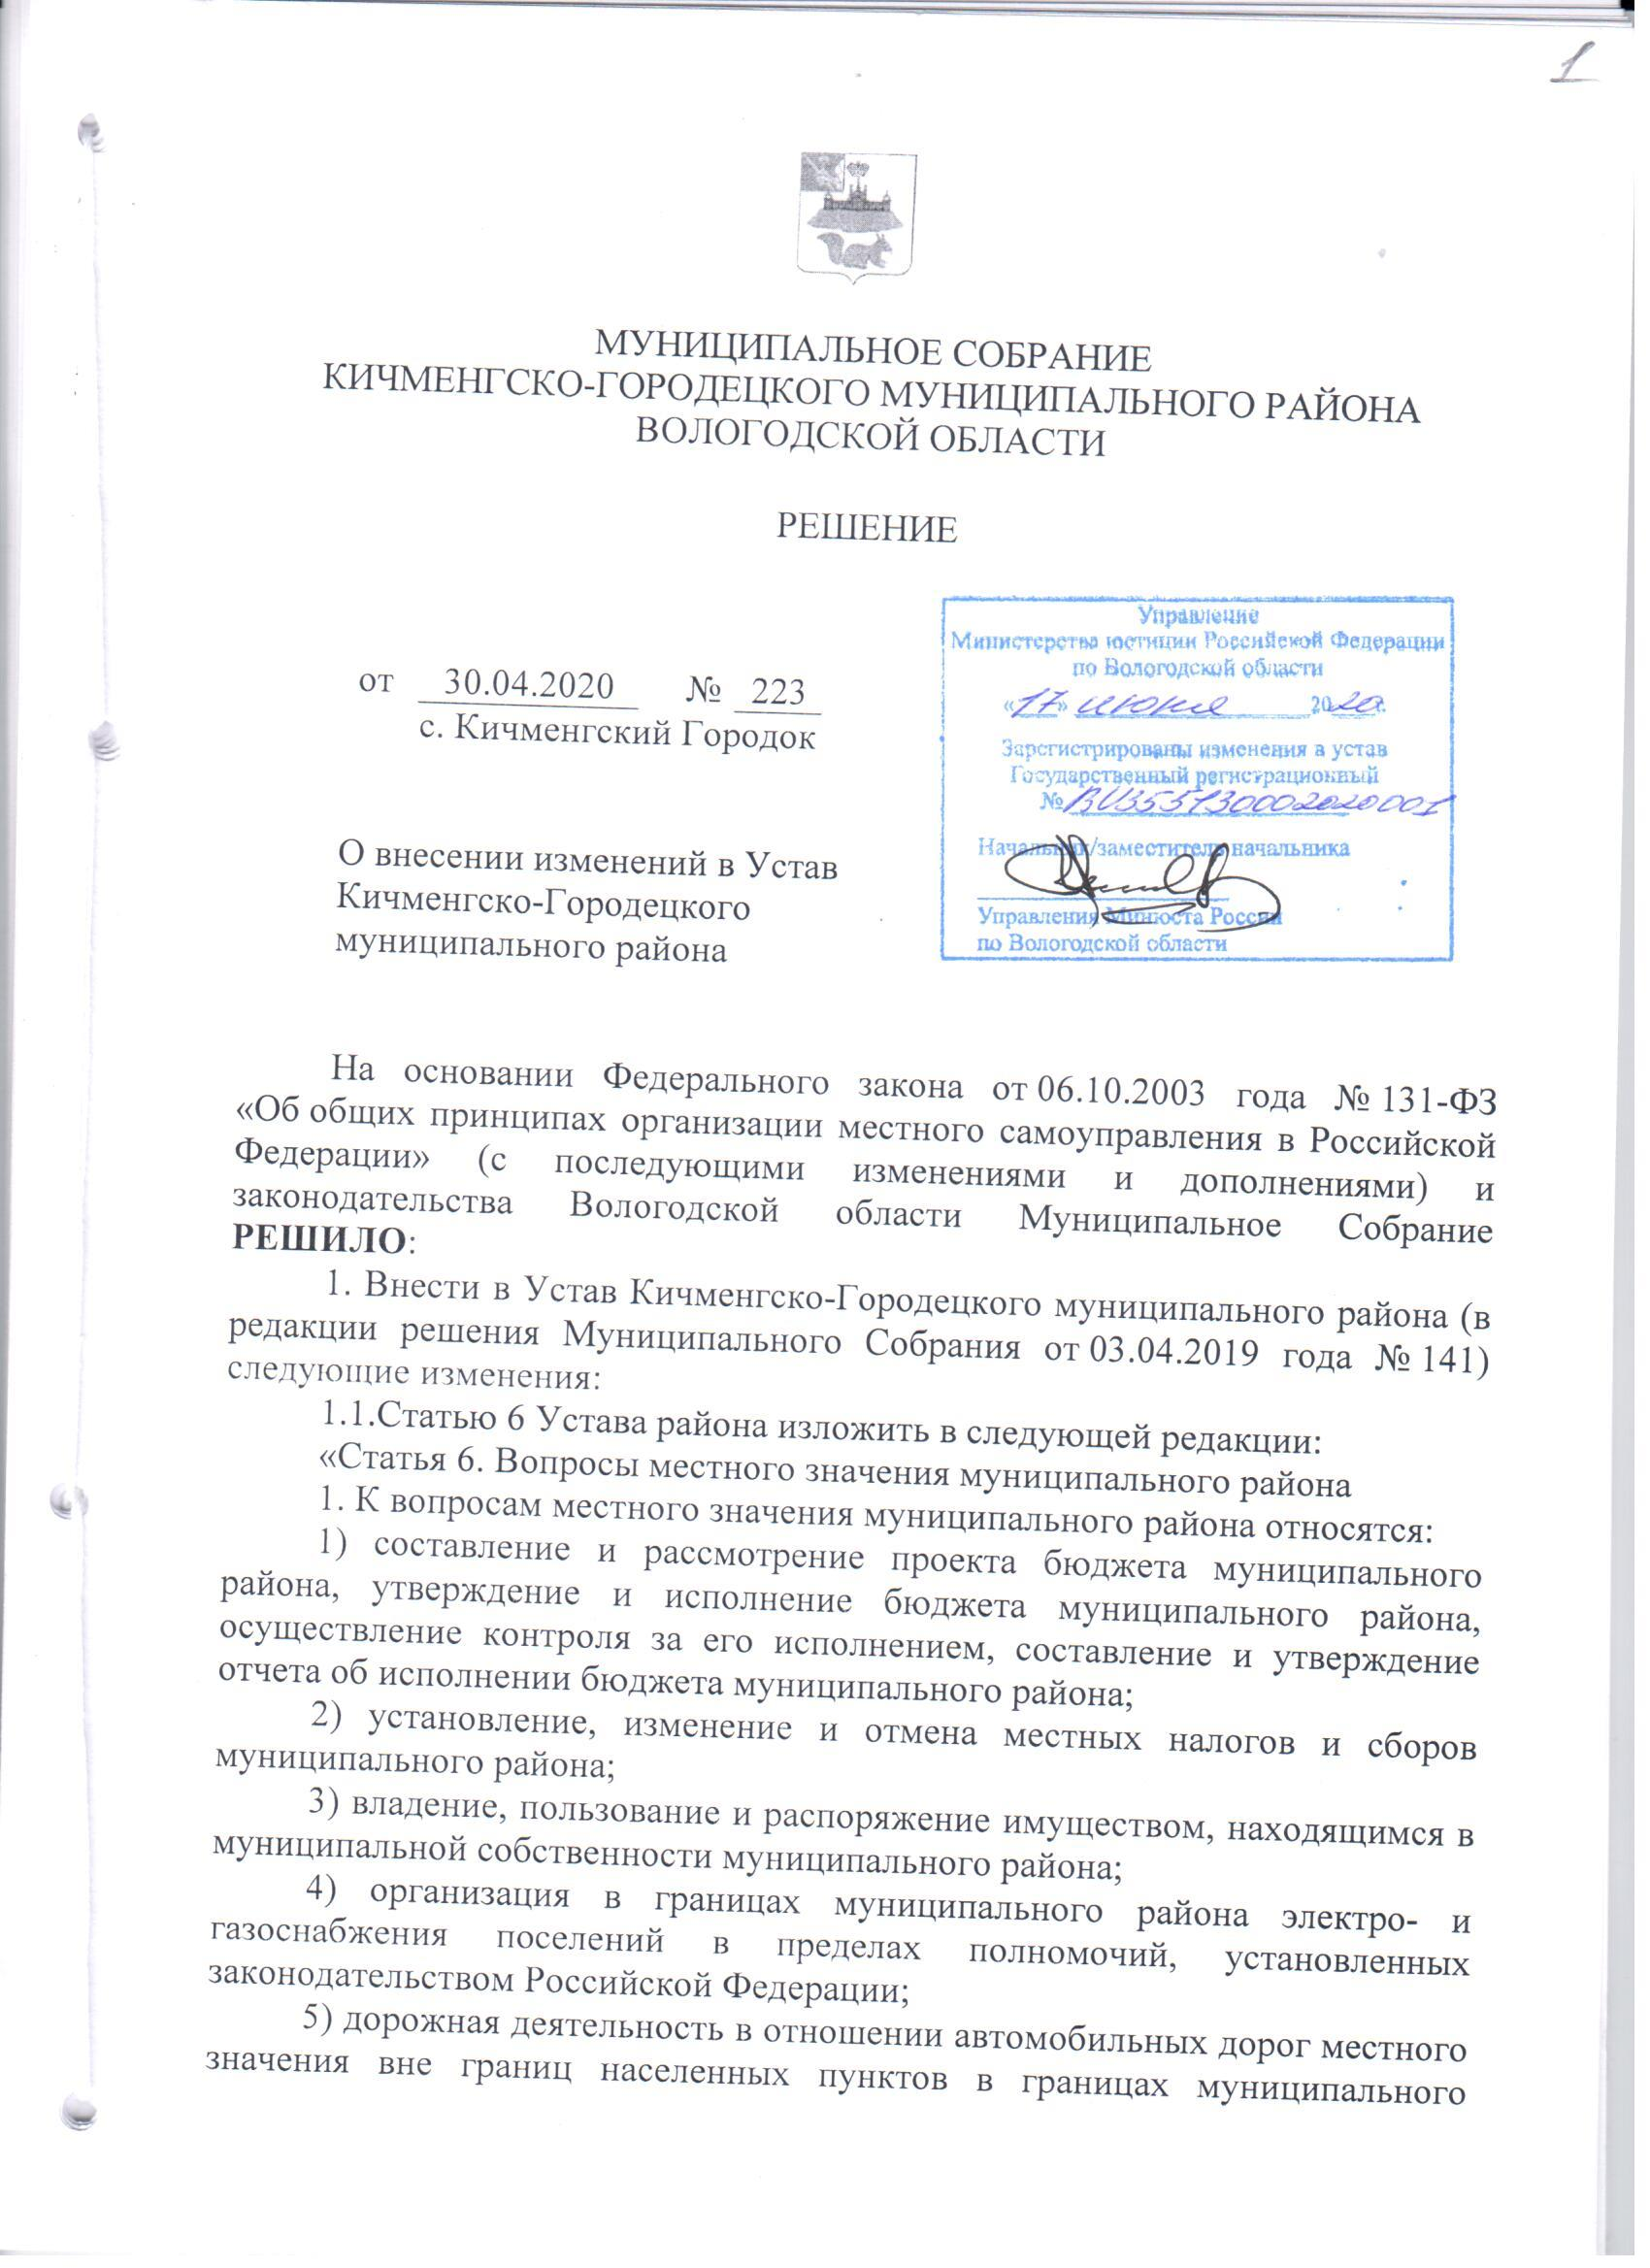 1
МУНИЦИПАЛЬНОЕ СОБРАНИЕ
КИЧМЕНГСКО-ГОРОДЕЦКОГО МУНИЦИПАЛЬНОГО РАЙОНА
ВОЛОГОДСКОЙ ОБЛАСТИ
РЕШЕНИЕ
от 30.04.2020 № 223
с. Кичменгский Городок
Управление
Министерства юстиции Российской Федерации
по Вологодской области
«17» июня 2020г.
Зарегистрированы изменения в устав
Государственный регистрационный
№ RU355130002020001
Начальник/заместитель начальника
Управления Минюста России
по Вологодской области
О внесении изменений в Устав
Кичменгско-Городецкого
муниципального района
На основании Федерального закона от 06.10.2003 года № 131-ФЗ
«Об общих принципах организации местного самоуправления в Российской
Федерации» (с последующими изменениями и дополнениями) и
законодательства Вологодской области Муниципальное Собрание
РЕШИЛО:
1. Внести в Устав Кичменгско-Городецкого муниципального района (в
редакции решения Муниципального Собрания от 03.04.2019 года № 141)
следующие изменения:
1.1.Статью 6 Устава района изложить в следующей редакции:
«Статья 6. Вопросы местного значения муниципального района
1. К вопросам местного значения муниципального района относятся:
1) составление и рассмотрение проекта бюджета муниципального
района, утверждение и исполнение бюджета муниципального района,
осуществление контроля за его исполнением, составление и утверждение
отчета об исполнении бюджета муниципального района;
2) установление, изменение и отмена местных налогов и сборов
муниципального района;
3) владение, пользование и распоряжение имуществом, находящимся в
муниципальной собственности муниципального района;
4) организация в границах муниципального района электро- и
газоснабжения поселений в пределах полномочий, установленных
законодательством Российской Федерации;
5) дорожная деятельность в отношении автомобильных дорог местного
значения вне границ населенных пунктов в границах муниципального